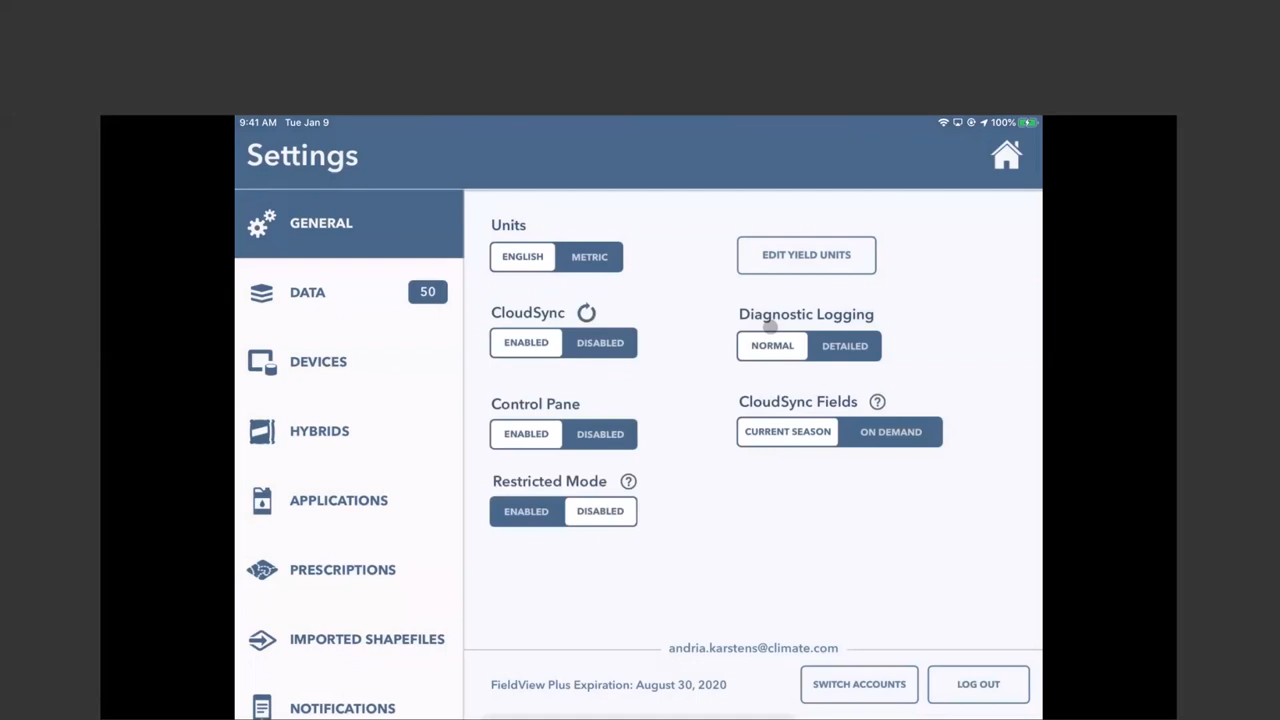 9:41 AM Tue Jan 9
100%
Settings
GENERAL
DATA 50
DEVICES
HYBRIDS
APPLICATIONS
PRESCRIPTIONS
IMPORTED SHAPEFILES
NOTIFICATIONS
Units
ENGLISH METRIC
EDIT YIELD UNITS
CloudSync
ENABLED DISABLED
Diagnostic Logging
NORMAL DETAILED
Control Pane
ENABLED DISABLED
CloudSync Fields ?
CURRENT SEASON ON DEMAND
Restricted Mode ?
ENABLED DISABLED
andria.karstens@climate.com
FieldView Plus Expiration: August 30, 2020
SWITCH ACCOUNTS LOG OUT